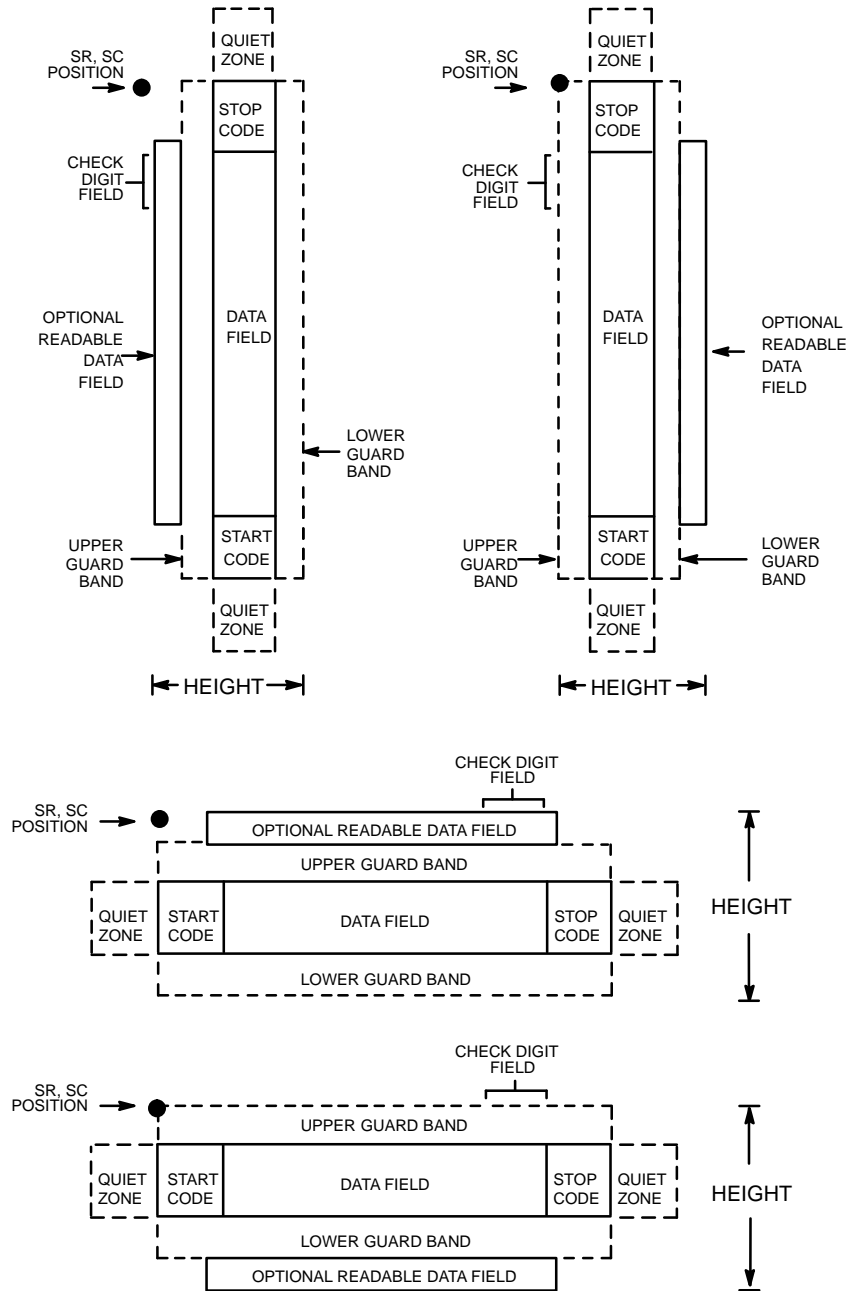 QUIET
ZONE
SR, SC
POSITION
STOP
CODE
CHECK
DIGIT
FIELD
OPTIONAL
READABLE
DATA
FIELD
DATA
FIELD
LOWER
GUARD
BAND
UPPER
GUARD
BAND
START
CODE
QUIET
ZONE
HEIGHT
QUIET
ZONE
SR, SC
POSITION
STOP
CODE
CHECK
DIGIT
FIELD
DATA
FIELD
OPTIONAL
READABLE
DATA
FIELD
UPPER
GUARD
BAND
START
CODE
LOWER
GUARD
BAND
QUIET
ZONE
HEIGHT
CHECK DIGIT
FIELD
SR, SC
POSITION
OPTIONAL READABLE DATA FIELD
UPPER GUARD BAND
QUIET
ZONE
START
CODE
DATA FIELD
STOP
CODE
QUIET
ZONE
HEIGHT
LOWER GUARD BAND
CHECK DIGIT
FIELD
SR, SC
POSITION
UPPER GUARD BAND
QUIET
ZONE
START
CODE
DATA FIELD
STOP
CODE
QUIET
ZONE
HEIGHT
LOWER GUARD BAND
OPTIONAL READABLE DATA FIELD